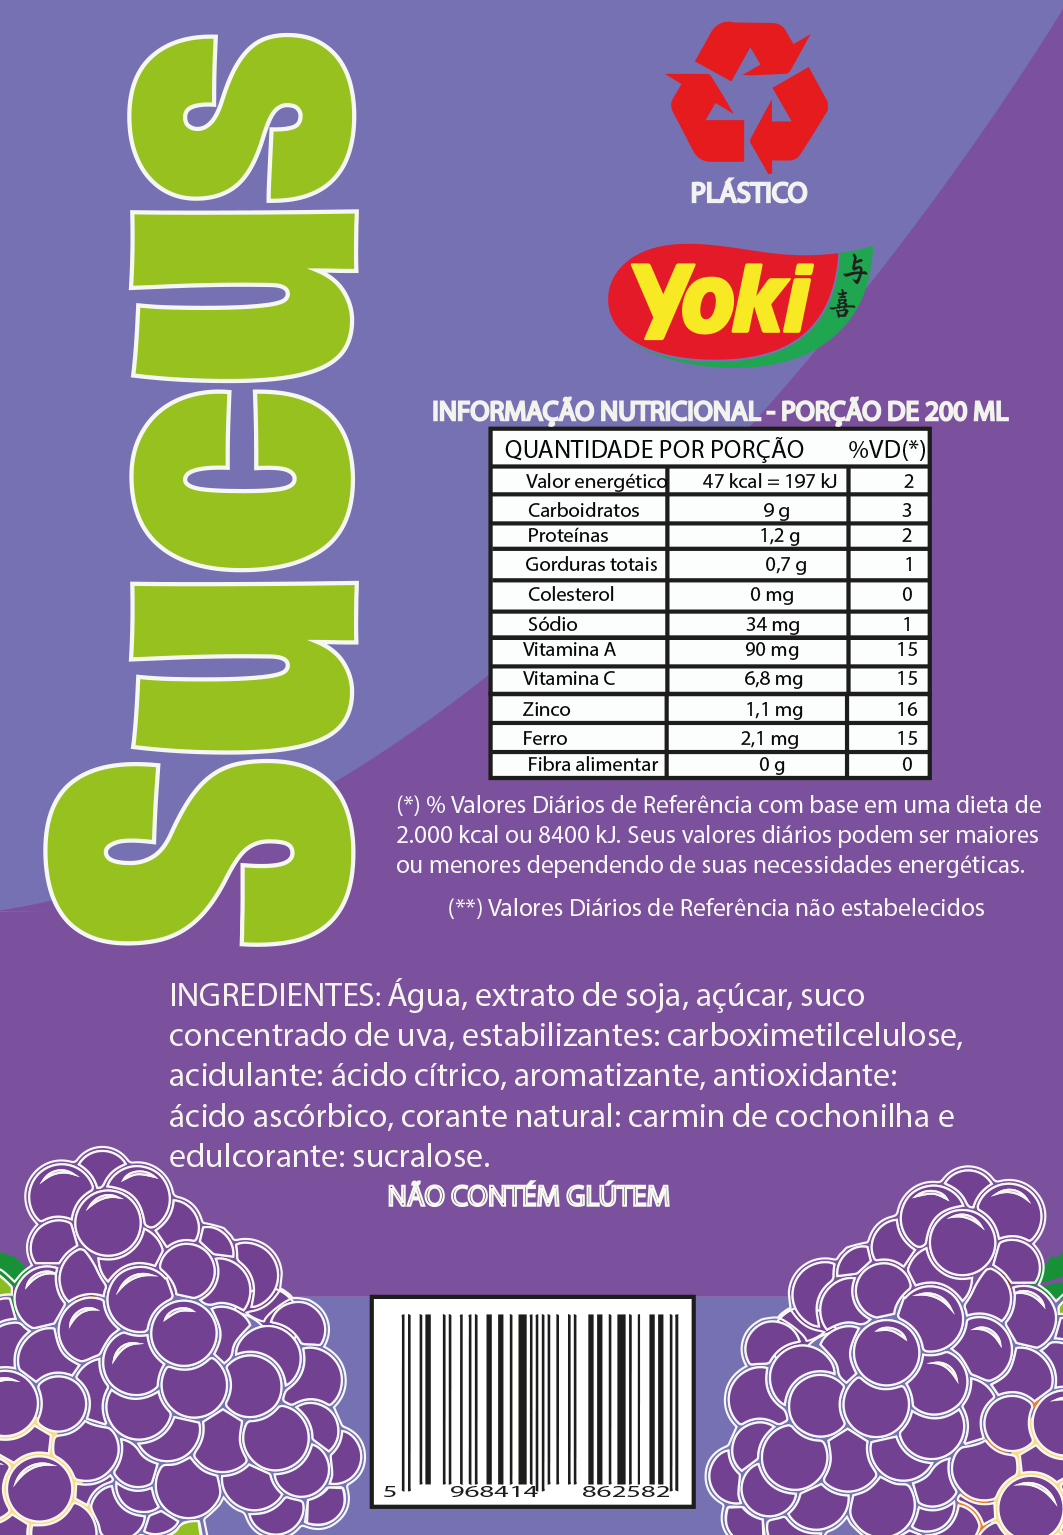 Sucus
PLÁSTICO
Yoki
与
喜
INFORMAÇÃO NUTRICIONAL - PORÇÃO DE 200 ML
QUANTIDADE POR PORÇÃO %VD(*)
Valor energético 47 kcal = 197 kJ 2
Carboidratos 9 g 3
Proteínas 1,2 g 2
Gorduras totais 0,7 g 1
Colesterol 0 mg 0
Sódio 34 mg 1
Vitamina A 90 mg 15
Vitamina C 6,8 mg 15
Zinco 1,1 mg 16
Ferro 2,1 mg 15
Fibra alimentar 0 g 0
(*) % Valores Diários de Referência com base em uma dieta de
2.000 kcal ou 8400 kJ. Seus valores diários podem ser maiores
ou menores dependendo de suas necessidades energéticas.
(**) Valores Diários de Referência não estabelecidos
INGREDIENTES: Água, extrato de soja, açúcar, suco
concentrado de uva, estabilizantes: carboximetilcelulose,
acidulante: ácido cítrico, aromatizante, antioxidante:
ácido ascórbico, corante natural: carmin de cochonilha e
edulcorante: sucralose.
NÃO CONTÉM GLÚTEM
5 968414 862582